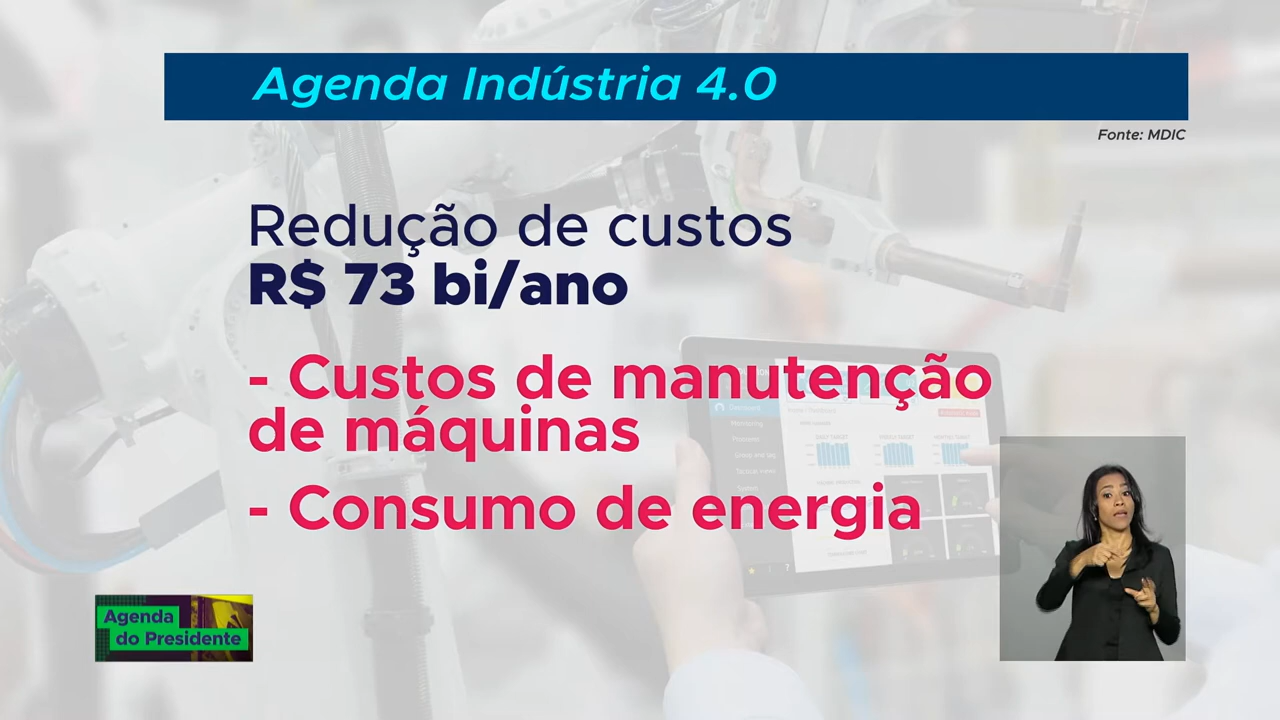 Agenda Indústria 4.0
Fonte: MDIC
Redução de custos
R$ 73 bi/ano
- Custos de manutenção
de máquinas
- Consumo de energia
Agenda
do Presidente